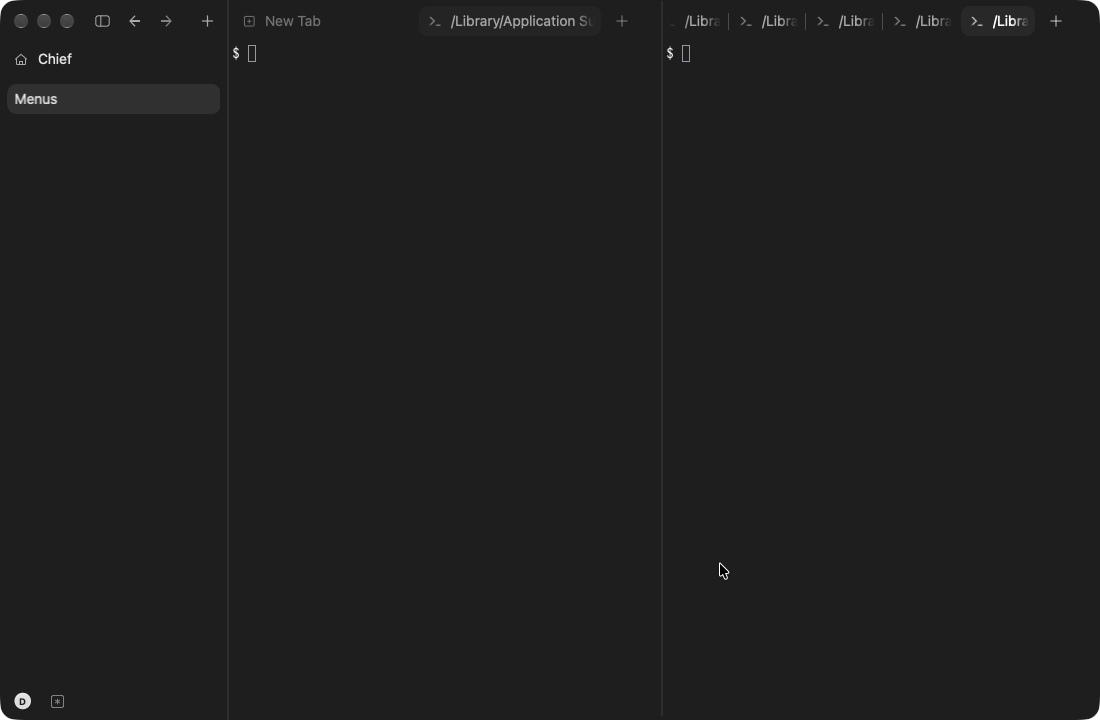 New Tab
/Library/Application Su
/Libra
/Libra
/Libra
/Libra
/Libra
Chief
$
$
Menus
D